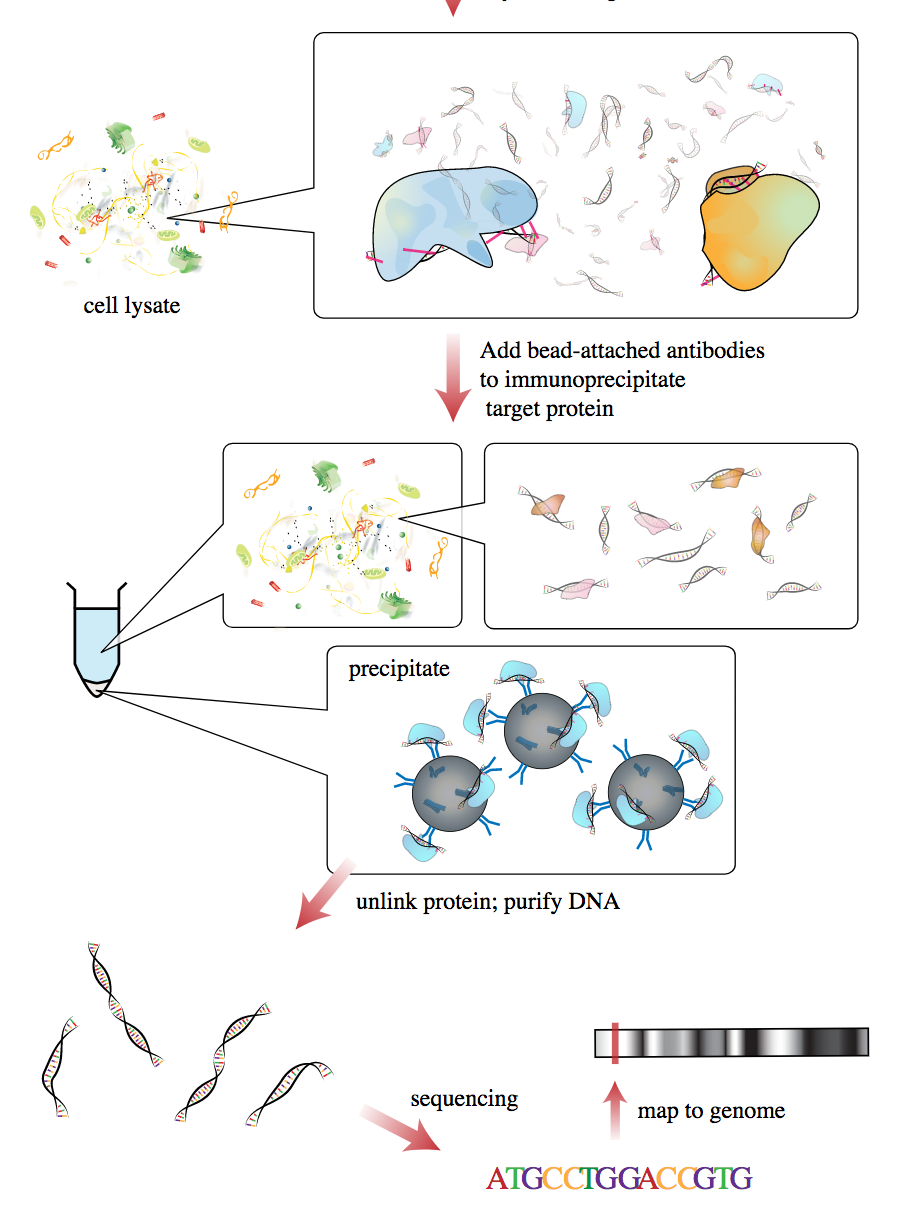 cell lysate
Add bead-attached antibodies
to immunoprecipitate
target protein
precipitate
unlink protein; purify DNA
sequencing
map to genome
ATGCCTGGACCGTG